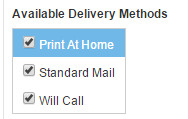 Available Delivery Methods
Print At Home
Standard Mail
Will Call